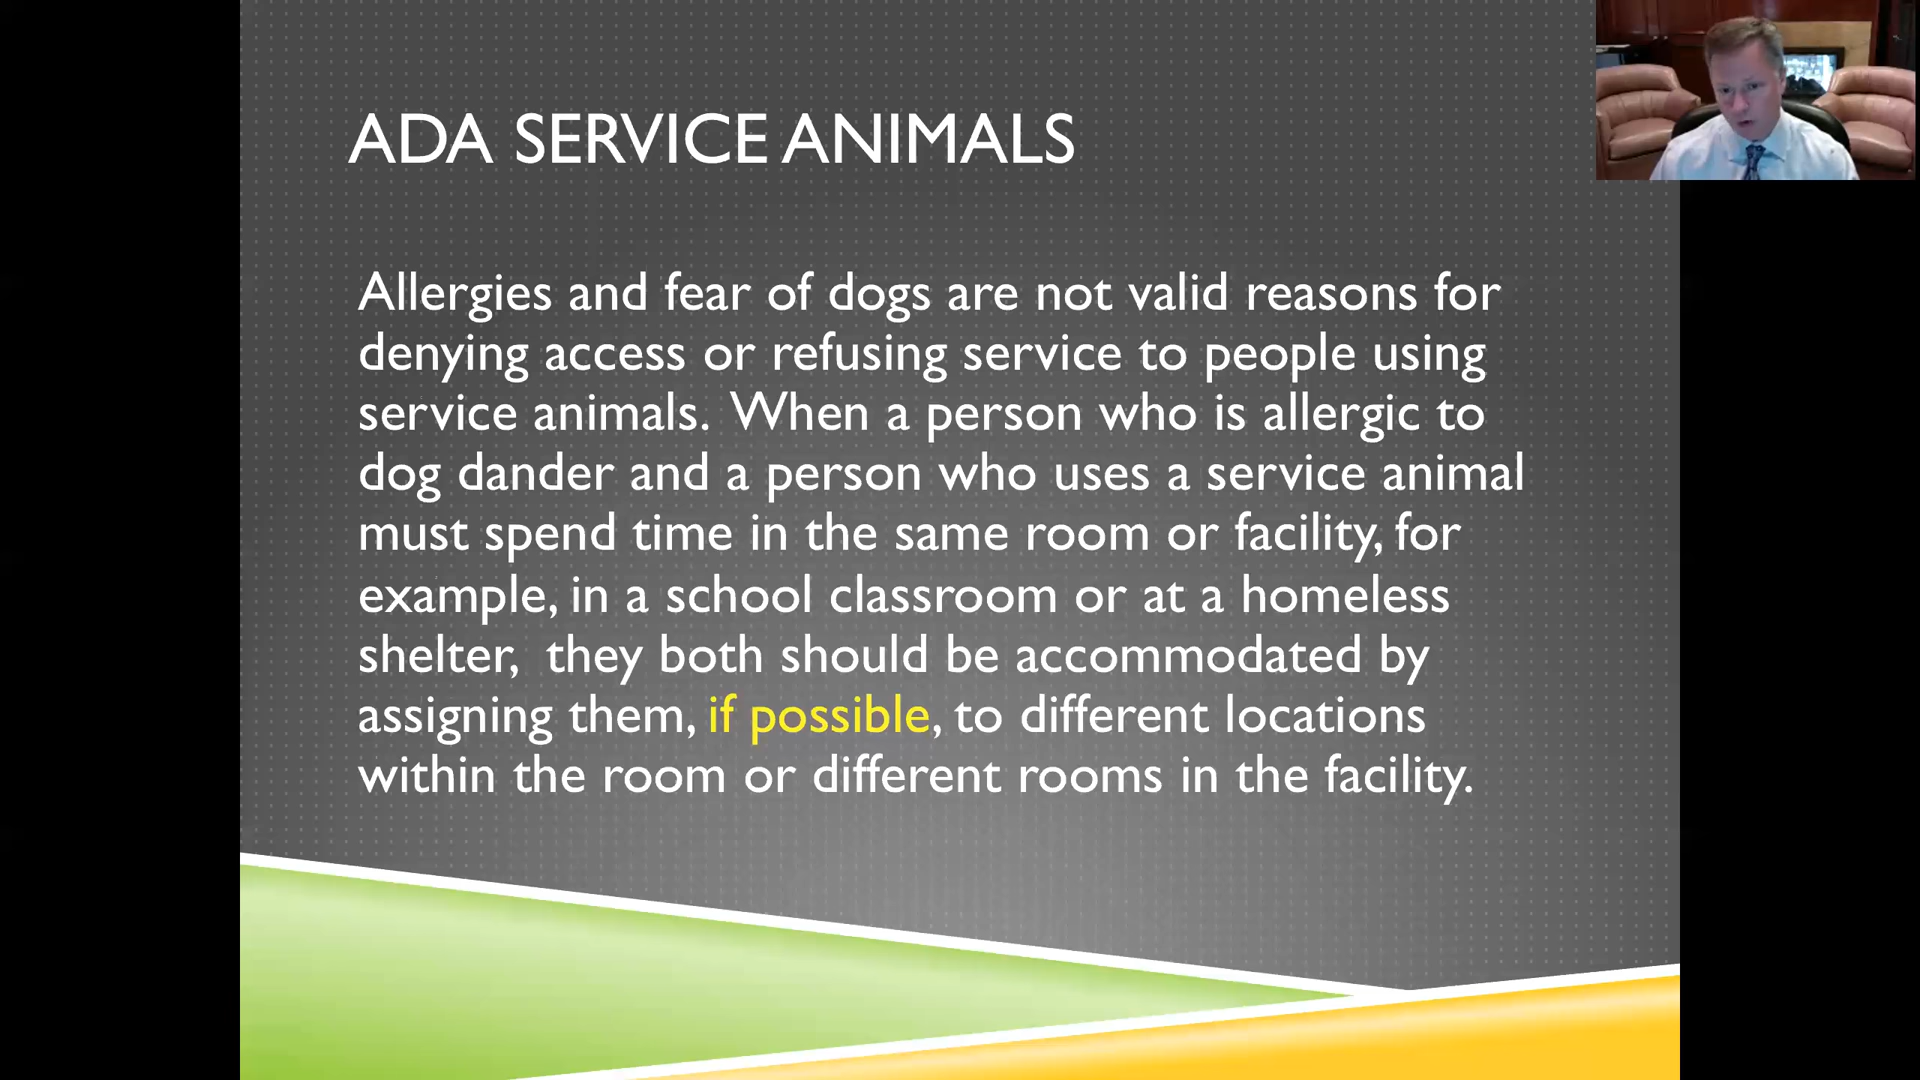 ADA SERVICE ANIMALS
Allergies and fear of dogs are not valid reasons for
denying access or refusing service to people using
service animals.  When a person who is allergic to
dog dander and a person who uses a service animal
must spend time in the same room or facility, for
example, in a school classroom or at a homeless
shelter,  they both should be accommodated by
assigning them, if possible, to different locations
within the room or different rooms in the facility.